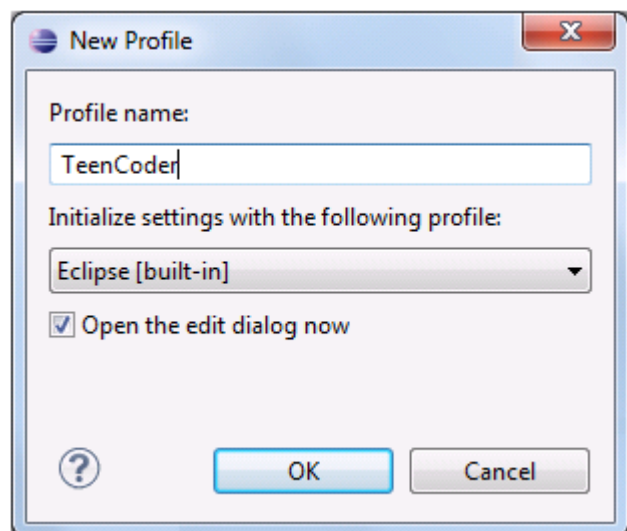 New Profile
Profile name:
TeenCoder
Initialize settings with the following profile:
Eclipse [built-in]
Open the edit dialog now
?
OK Cancel